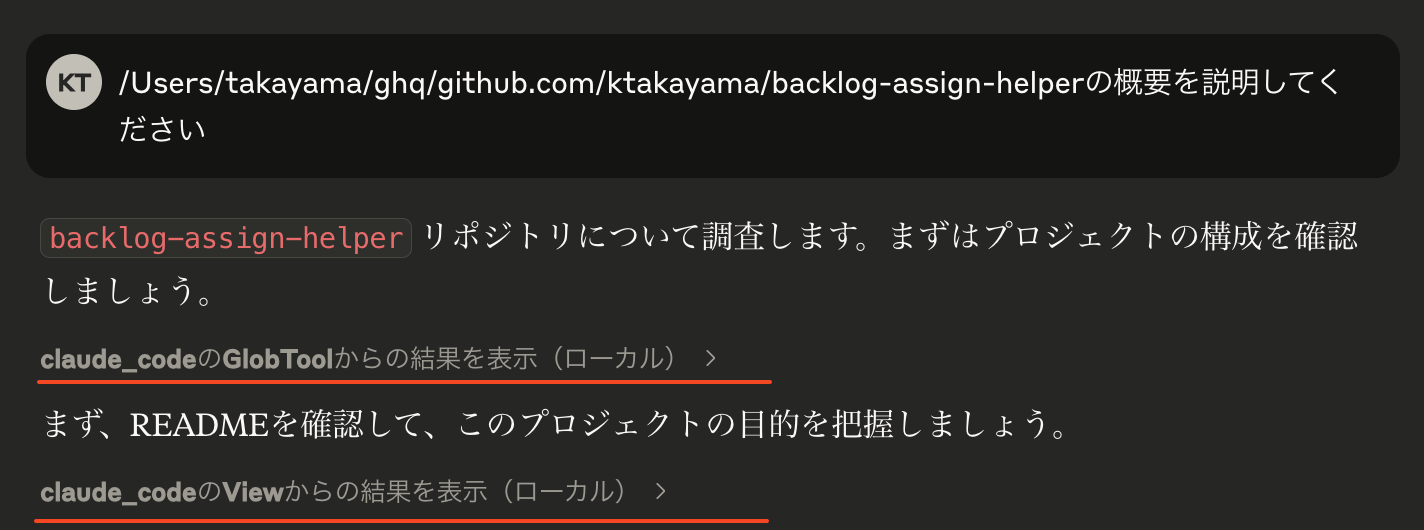 KT /Users/takayama/ghq/github.com/ktakayama/backlog-assign-helperの概要を説明してく
ださい
backlog-assign-helper リポジトリについて調査します。まずはプロジェクトの構成を確認
しましょう。
claude_codeのGlobToolからの結果を表示（ローカル） >
まず、READMEを確認して、このプロジェクトの目的を把握しましょう。
claude_codeのViewからの結果を表示（ローカル） >